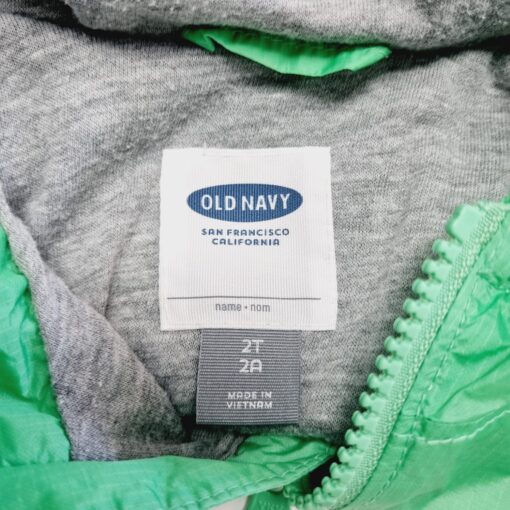 OLD NAVY
SAN FRANCISCO
CALIFORNIA
name • nom
2T
2A
MADE IN
VIETNAM